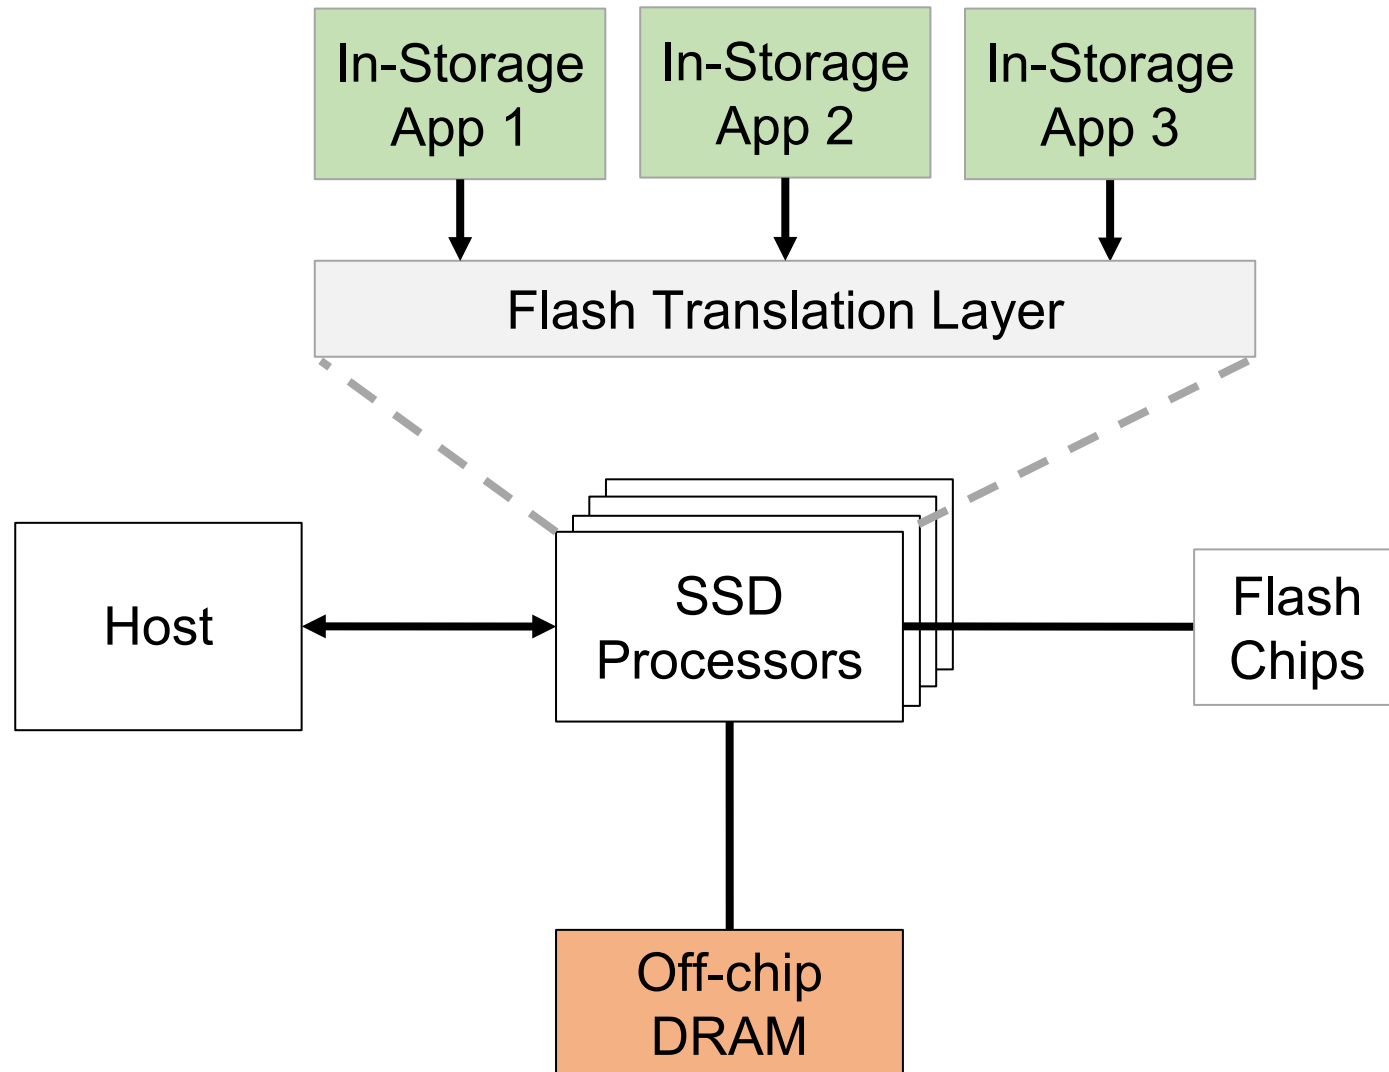 In-Storage
App 1
In-Storage
App 2
In-Storage
App 3
Flash Translation Layer
Host
SSD
Processors
Flash
Chips
Off-chip
DRAM